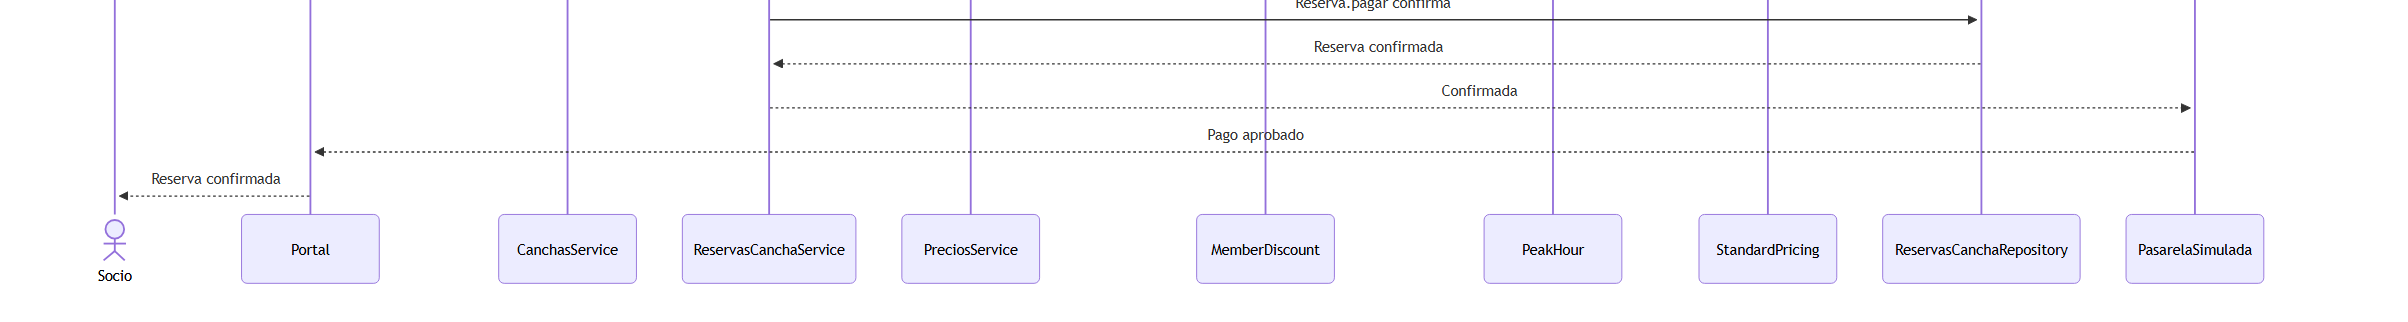 Reserva.pagar confirma
Reserva confirmada
Confirmada
Pago aprobado
Reserva confirmada
Socio
Portal
CanchasService
ReservasCanchaService
PreciosService
MemberDiscount
PeakHour
StandardPricing
ReservasCanchaRepository
PasarelaSimulada